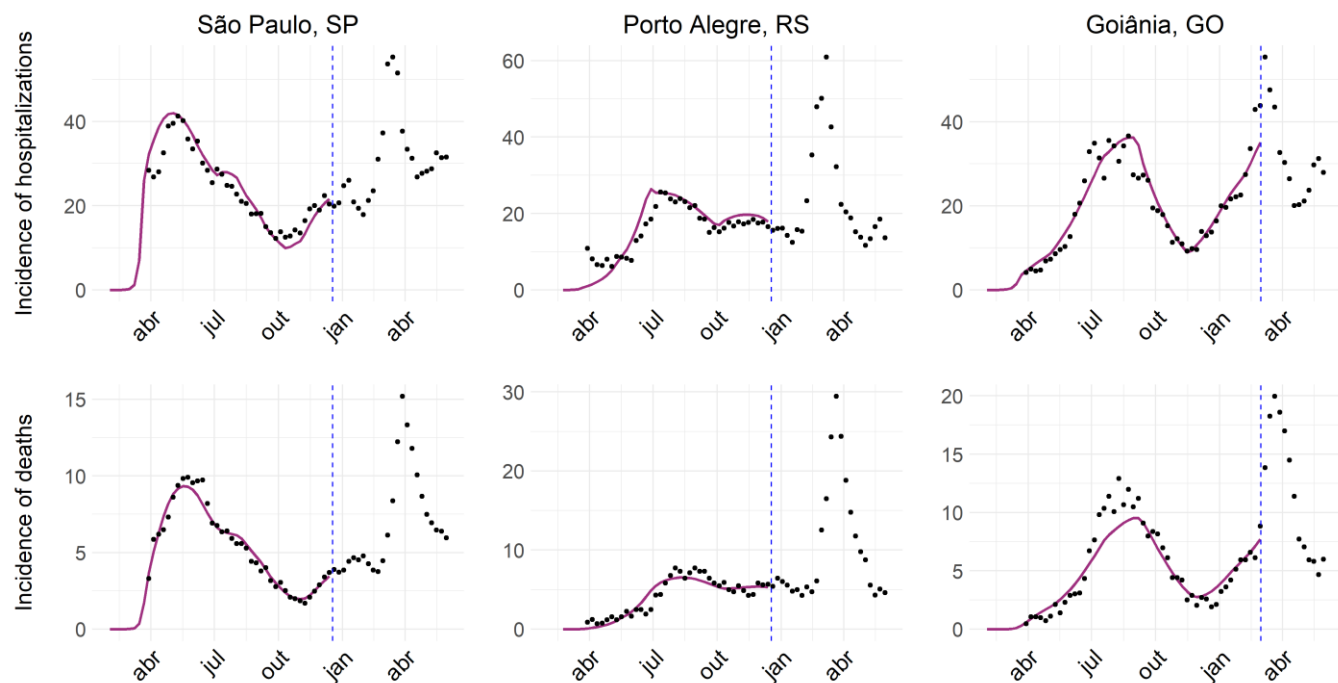 São Paulo, SP
Porto Alegre, RS
Goiânia, GO
Incidence of hospitalizations
40
20
0
abr
jul
out
jan
abr
60
40
20
0
abr
jul
out
jan
abr
40
20
0
abr
jul
out
jan
abr
Incidence of deaths
15
10
5
0
abr
jul
out
jan
abr
30
20
10
0
abr
jul
out
jan
abr
20
15
10
5
0
abr
jul
out
jan
abr